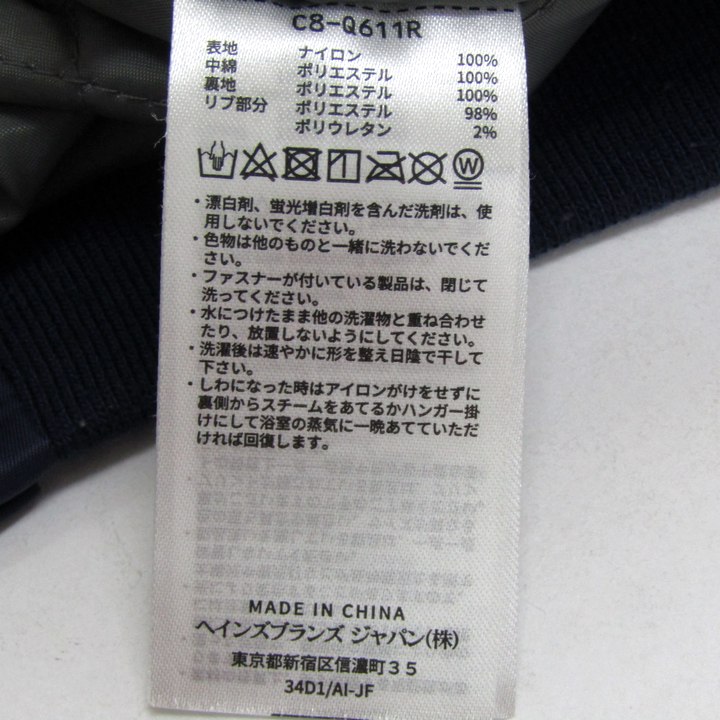 C8-Q611R
表地 ナイロン 100%
中綿 ポリエステル 100%
裏地 ポリエステル 100%
リブ部分 ポリエステル 98%
ポリウレタン 2%
W
・漂白剤、蛍光増白剤を含んだ洗剤は、使
用しないでください。
・色物は他のものと一緒に洗わないでくだ
さい。
・ファスナーが付いている製品は、閉じて
洗ってください。
・水につけたまま他の洗濯物と重ね合わせ
たり、放置しないようにしてください。
・洗濯後は速やかに形を整え日陰で干して
下さい。
・しわになった時はアイロンがけをせずに
裏側からスチームをあてるかハンガー掛
けにして浴室の蒸気に一晩あてていただ
ければ回復します。
MADE IN CHINA
ヘインズブランズ ジャパン(株)
東京都新宿区信濃町35
34D1/AI-JF